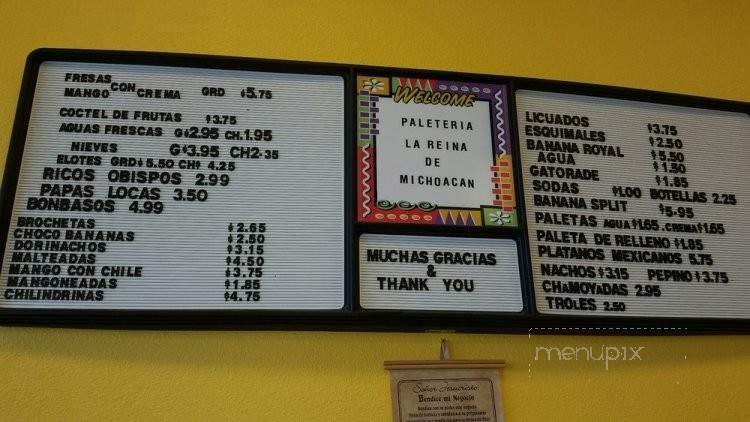 FRESAS
CON
MANGO CREMA GRD $5.75
COCTEL DE FRUTAS $3.75
AGUAS FRESCAS G$2.95 CH.1.95
NIEVES G$3.95 CH2.35
ELOTES GRD$5.50 CH$ 4.25
RICOS OBISPOS 2.99
PAPAS LOCAS 3.50
BONBASOS 4.99
BROCHETAS $2.65
CHOCO BANANAS $2.50
DORINACHOS $3.15
MALTEADAS $4.50
MANGO CON CHILE $3.75
MANGONEADAS $1.85
CHILINDRINAS $4.75
WELCOME
PALETERIA
LA REINA
DE
MICHOACAN
MUCHAS GRACIAS
&
THANK YOU
LICUADOS $3.75
ESQUIMALES $2.50
BANANA ROYAL $5.50
AGUA $1.50
GATORADE $1.85
SODAS $1.00 BOTELLAS 2.25
BANANA SPLIT $5.95
PALETAS AGUA$1.65.CREMA$1.65
PALETA DE RELLENO $1.85
PLATANOS MEXICANOS 5.75
NACHOS $3.15 PEPINO $3.75
CHAMOYADAS 2.95
TROLES 2.50
menupix
Señor Jesucristo
Bendice mi Negocio